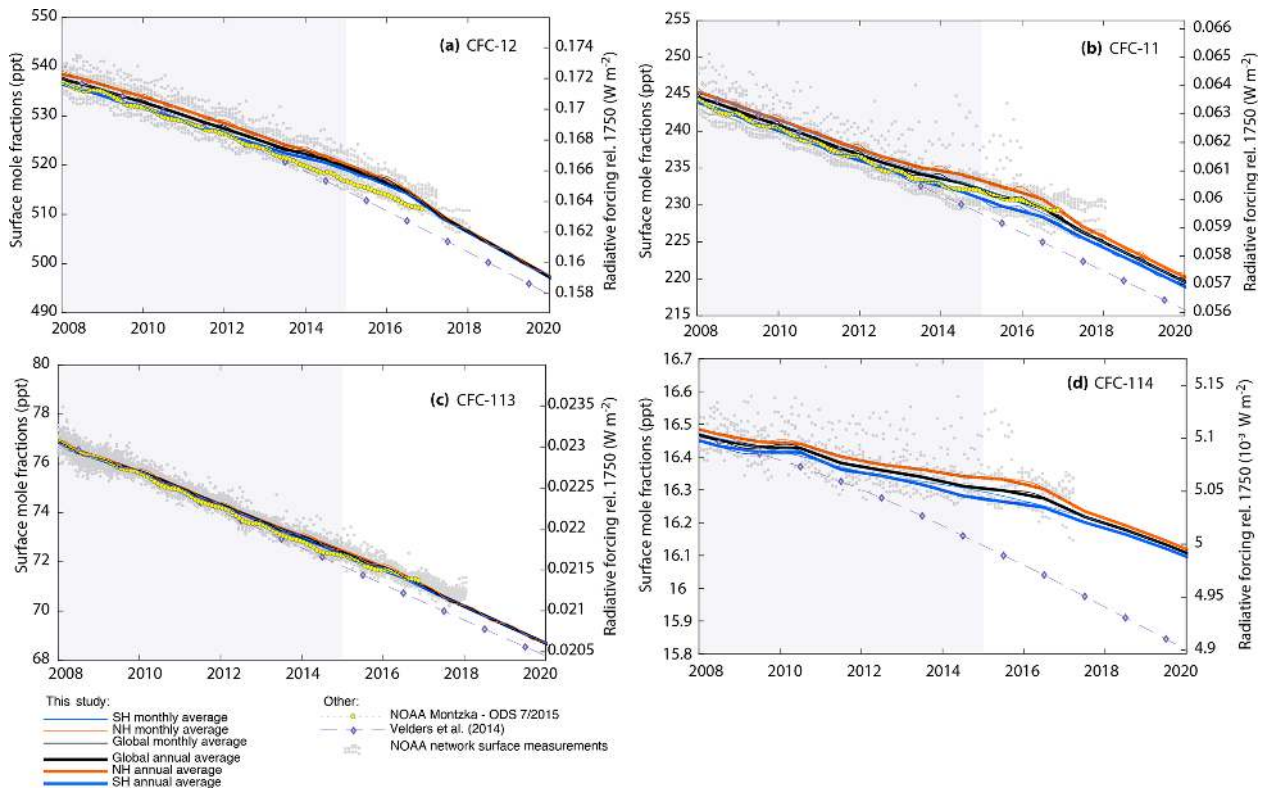 (a) CFC-12
Surface mole fractions (ppt)
550
540
530
520
510
500
490
2008 2010 2012 2014 2016 2018 2020
0.174
0.172
0.170
0.168
0.166
0.164
0.162
0.16
0.158
Radiative forcing rel. 1750 (W m⁻²)
(b) CFC-11
Surface mole fractions (ppt)
255
250
245
240
235
230
225
220
215
2008 2010 2012 2014 2016 2018 2020
0.066
0.065
0.064
0.063
0.062
0.061
0.060
0.059
0.058
0.057
0.056
Radiative forcing rel. 1750 (W m⁻²)
(c) CFC-113
Surface mole fractions (ppt)
80
78
76
74
72
70
68
2008 2010 2012 2014 2016 2018 2020
0.0235
0.023
0.0225
0.022
0.0215
0.021
0.0205
Radiative forcing rel. 1750 (W m⁻²)
(d) CFC-114
Surface mole fractions (ppt)
16.7
16.6
16.5
16.4
16.3
16.2
16.1
16
15.9
15.8
2008 2010 2012 2014 2016 2018 2020
5.15
5.1
5.05
5
4.95
4.9
Radiative forcing rel. 1750 (10⁻³ W m⁻²)
This study:
SH monthly average
NH monthly average
Global monthly average
Global annual average
NH annual average
SH annual average
Other:
NOAA Montzka - ODS 7/2015
Velders et al. (2014)
NOAA network surface measurements